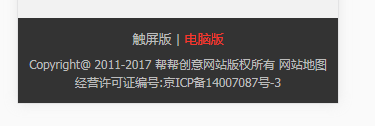 触屏版 | 电脑版
Copyright@ 2011-2017 帮帮创意网站版权所有 网站地图
经营许可证编号:京ICP备14007087号-3